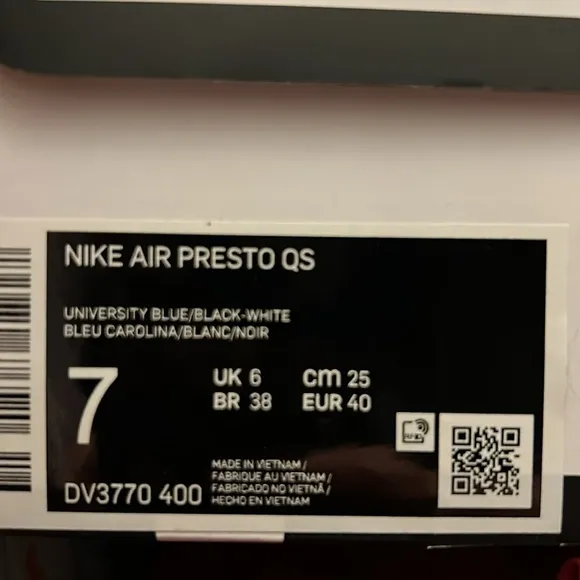 NIKE AIR PRESTO QS
UNIVERSITY BLUE/BLACK-WHITE
BLEU CAROLINA/BLANC/NOIR
7
UK 6 cm 25
BR 38 EUR 40
RFID
MADE IN VIETNAM /
FABRIQUE AU VIETNAM /
FABRICADO NO VIETNÃ /
HECHO EN VIETNAM
DV3770 400